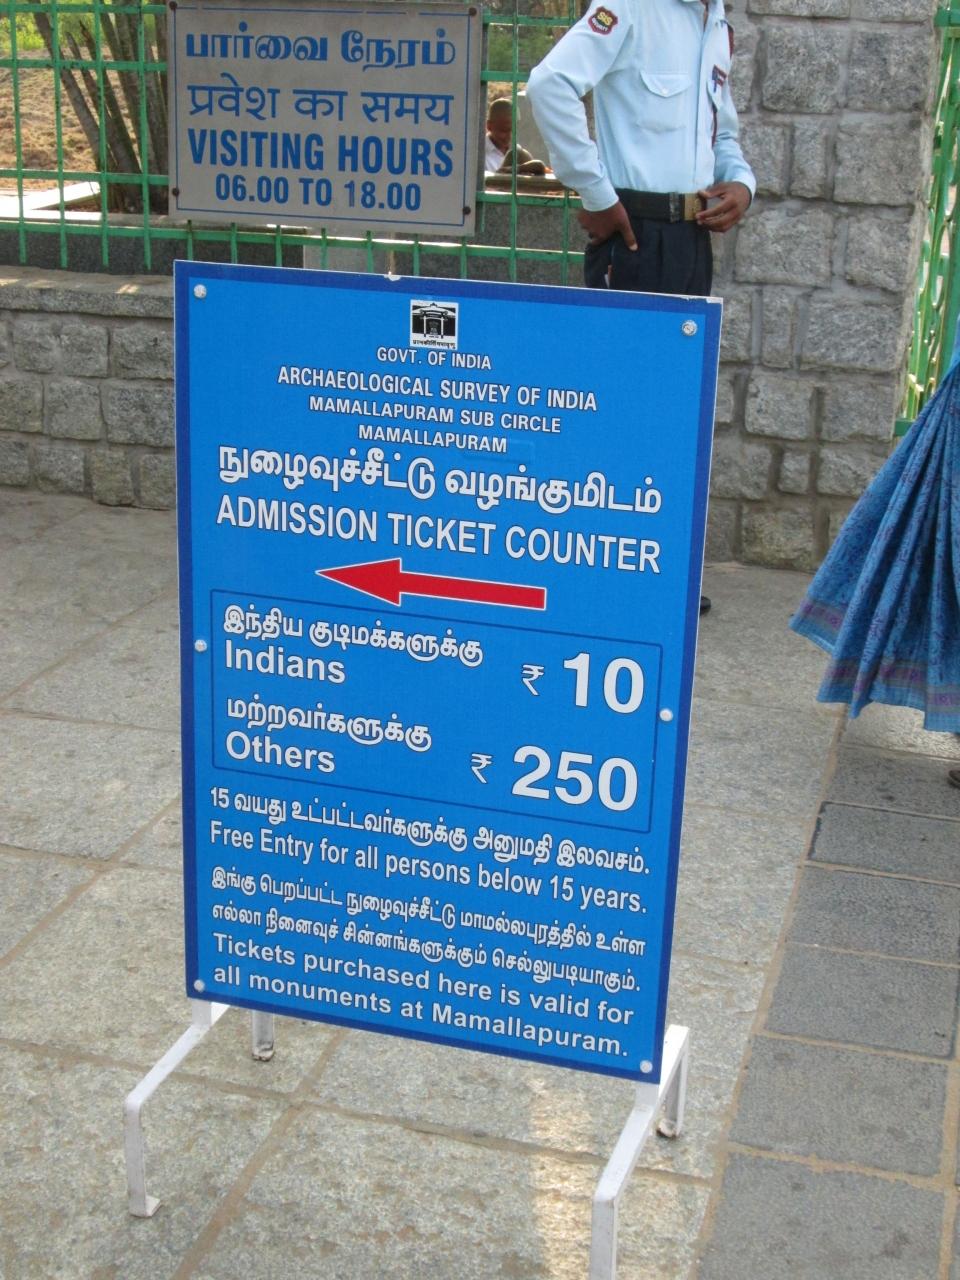 பார்வை நேரம்
प्रवेश का समय
VISITING HOURS
06.00 TO 18.00
SIS
GOVT. OF INDIA
ARCHAEOLOGICAL SURVEY OF INDIA
MAMALLAPURAM SUB CIRCLE
MAMALLAPURAM
நுழைவுச்சீட்டு வழங்குமிடம்
ADMISSION TICKET COUNTER
இந்திய குடிமக்களுக்கு
Indians ₹ 10
மற்றவர்களுக்கு
Others ₹ 250
15 வயது உட்பட்டவர்களுக்கு அனுமதி இலவசம்.
Free Entry for all persons below 15 years.
இங்கு பெறப்பட்ட நுழைவுச்சீட்டு மாமல்லபுரத்தில் உள்ள
எல்லா நினைவுச் சின்னங்களுக்கும் செல்லுபடியாகும்.
Tickets purchased here is valid for
all monuments at Mamallapuram.